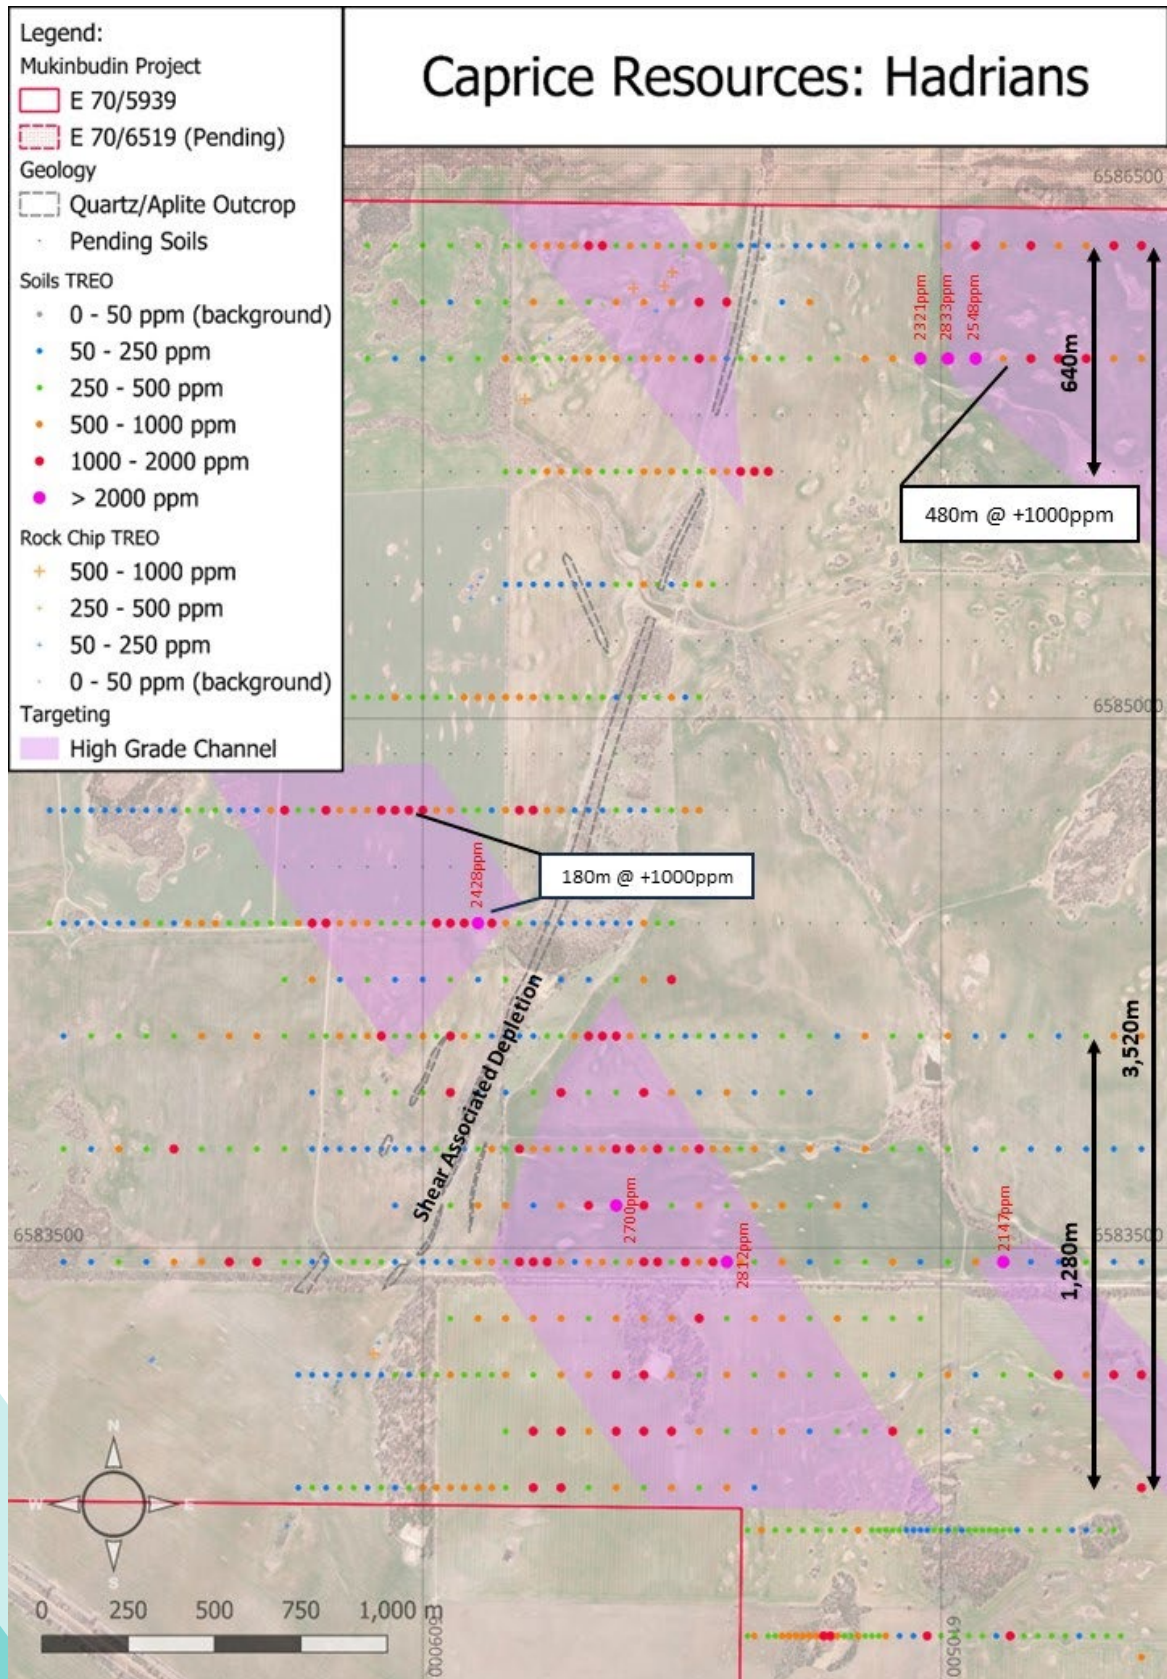 Legend:
Mukinbudin Project
E 70/5939
E 70/6519 (Pending)
Geology
Quartz/Aplite Outcrop
Pending Soils
Soils TREO
0 - 50 ppm (background)
50 - 250 ppm
250 - 500 ppm
500 - 1000 ppm
1000 - 2000 ppm
> 2000 ppm
Rock Chip TREO
500 - 1000 ppm
250 - 500 ppm
50 - 250 ppm
0 - 50 ppm (background)
Targeting
High Grade Channel
Caprice Resources: Hadrians
6586500
2321ppm
2833ppm
2548ppm
640m
480m @ +1000ppm
6585000
180m @ +1000ppm
2428ppm
Shear Associated Depletion
3,520m
2700ppm
2812ppm
2147ppm
1,280m
6583500
6583500
N
W
E
S
0 250 500 750 1,000 m
609000
610500